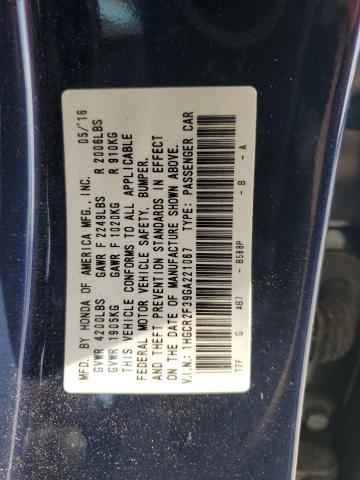 MFD. BY HONDA OF AMERICA MFG., INC. 05/'16
GVWR 4200LBS GAWR F 2249LBS R 2006LBS
GVWR 1905KG GAWR F 1020KG R 910KG
THIS VEHICLE CONFORMS TO ALL APPLICABLE
FEDERAL MOTOR VEHICLE SAFETY, BUMPER,
AND THEFT PREVENTION STANDARDS IN EFFECT
ON THE DATE OF MANUFACTURE SHOWN ABOVE.
V.I.N.: 1HGCR2F39GA221067 TYPE: PASSENGER CAR
T2F G AB7 - B588P - B - A